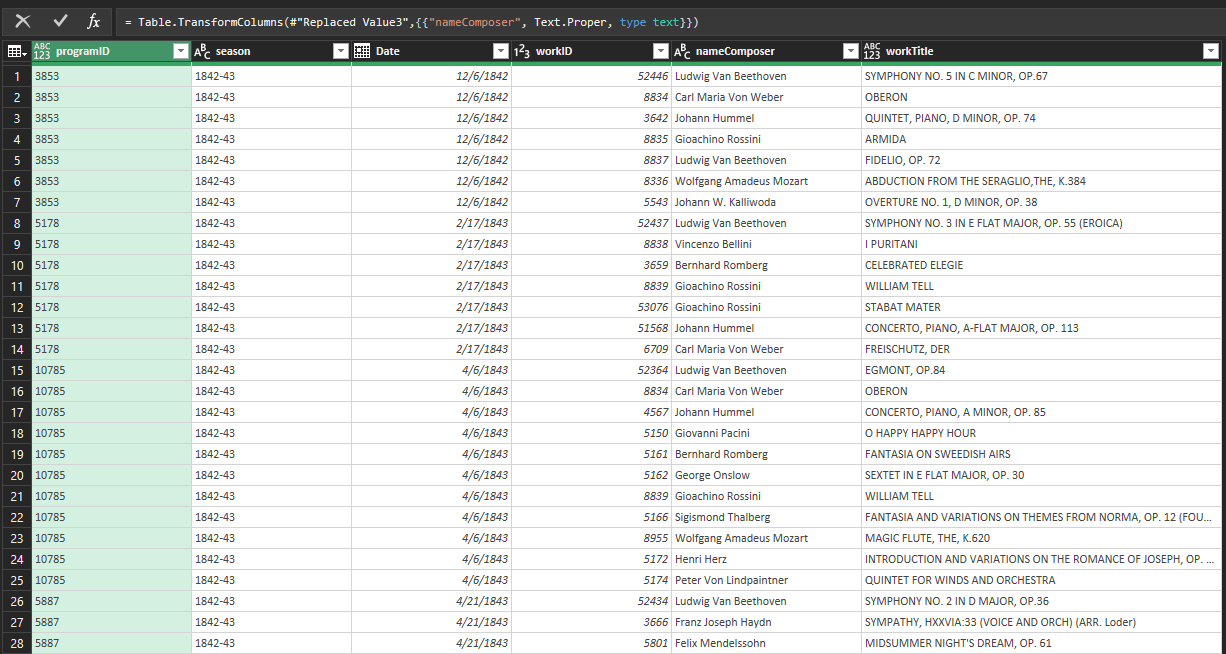 fx = Table.TransformColumns(#"Replaced Value3",{{"nameComposer", Text.Proper, type text}})
ABC 123 programID ABC season Date 123 workID ABC nameComposer ABC 123 workTitle
1 3853 1842-43 12/6/1842 52446 Ludwig Van Beethoven SYMPHONY NO. 5 IN C MINOR, OP.67
2 3853 1842-43 12/6/1842 8834 Carl Maria Von Weber OBERON
3 3853 1842-43 12/6/1842 3642 Johann Hummel QUINTET, PIANO, D MINOR, OP. 74
4 3853 1842-43 12/6/1842 8835 Gioachino Rossini ARMIDA
5 3853 1842-43 12/6/1842 8837 Ludwig Van Beethoven FIDELIO, OP. 72
6 3853 1842-43 12/6/1842 8336 Wolfgang Amadeus Mozart ABDUCTION FROM THE SERAGLIO,THE, K.384
7 3853 1842-43 12/6/1842 5543 Johann W. Kalliwoda OVERTURE NO. 1, D MINOR, OP. 38
8 5178 1842-43 2/17/1843 52437 Ludwig Van Beethoven SYMPHONY NO. 3 IN E FLAT MAJOR, OP. 55 (EROICA)
9 5178 1842-43 2/17/1843 8838 Vincenzo Bellini I PURITANI
10 5178 1842-43 2/17/1843 3659 Bernhard Romberg CELEBRATED ELEGIE
11 5178 1842-43 2/17/1843 8839 Gioachino Rossini WILLIAM TELL
12 5178 1842-43 2/17/1843 53076 Gioachino Rossini STABAT MATER
13 5178 1842-43 2/17/1843 51568 Johann Hummel CONCERTO, PIANO, A-FLAT MAJOR, OP. 113
14 5178 1842-43 2/17/1843 6709 Carl Maria Von Weber FREISCHUTZ, DER
15 10785 1842-43 4/6/1843 52364 Ludwig Van Beethoven EGMONT, OP.84
16 10785 1842-43 4/6/1843 8834 Carl Maria Von Weber OBERON
17 10785 1842-43 4/6/1843 4567 Johann Hummel CONCERTO, PIANO, A MINOR, OP. 85
18 10785 1842-43 4/6/1843 5150 Giovanni Pacini O HAPPY HAPPY HOUR
19 10785 1842-43 4/6/1843 5161 Bernhard Romberg FANTASIA ON SWEEDISH AIRS
20 10785 1842-43 4/6/1843 5162 George Onslow SEXTET IN E FLAT MAJOR, OP. 30
21 10785 1842-43 4/6/1843 8839 Gioachino Rossini WILLIAM TELL
22 10785 1842-43 4/6/1843 5166 Sigismond Thalberg FANTASIA AND VARIATIONS ON THEMES FROM NORMA, OP. 12 (FOU...
23 10785 1842-43 4/6/1843 8955 Wolfgang Amadeus Mozart MAGIC FLUTE, THE, K.620
24 10785 1842-43 4/6/1843 5172 Henri Herz INTRODUCTION AND VARIATIONS ON THE ROMANCE OF JOSEPH, OP. ...
25 10785 1842-43 4/6/1843 5174 Peter Von Lindpaintner QUINTET FOR WINDS AND ORCHESTRA
26 5887 1842-43 4/21/1843 52434 Ludwig Van Beethoven SYMPHONY NO. 2 IN D MAJOR, OP.36
27 5887 1842-43 4/21/1843 3666 Franz Joseph Haydn SYMPATHY, HXXVIA:33 (VOICE AND ORCH) (ARR. Loder)
28 5887 1842-43 4/21/1843 5801 Felix Mendelssohn MIDSUMMER NIGHT'S DREAM, OP. 61